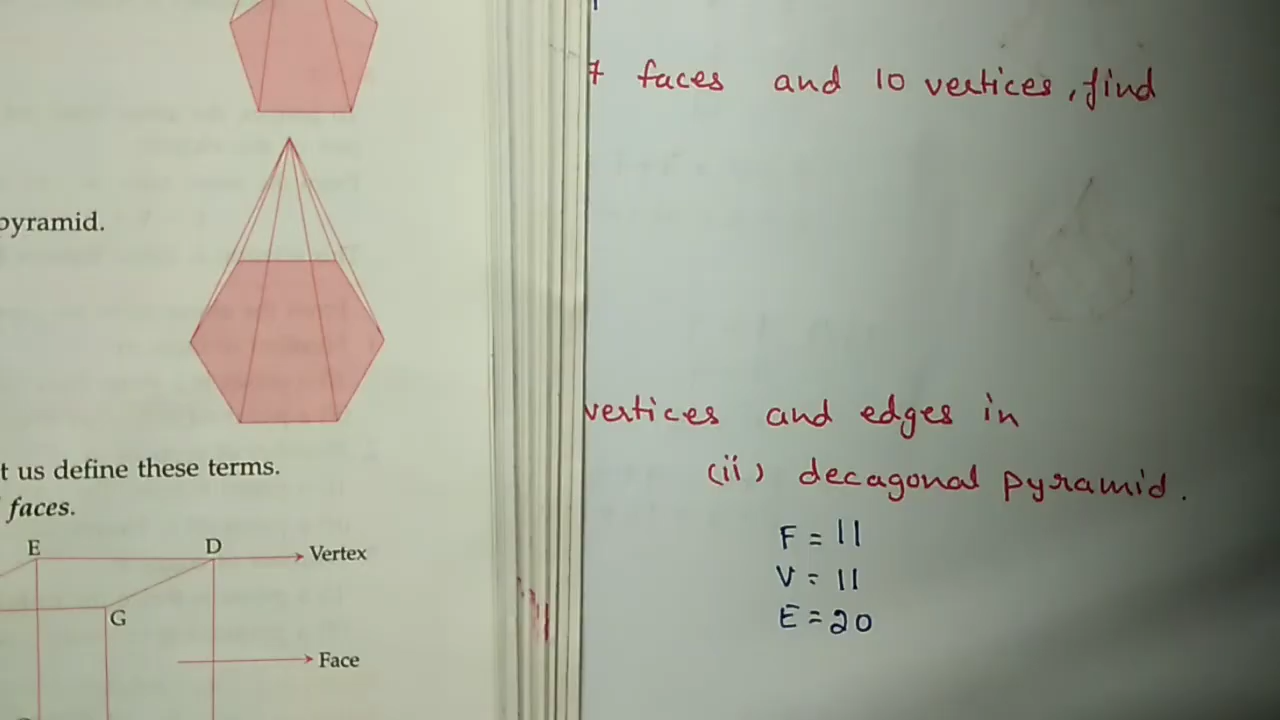 pyramid.
t us define these terms.
faces.
E
D
Vertex
G
Face
7 faces and 10 vertices, find
vertices and edges in
(ii) decagonal pyramid.
F = 11
V = 11
E = 20